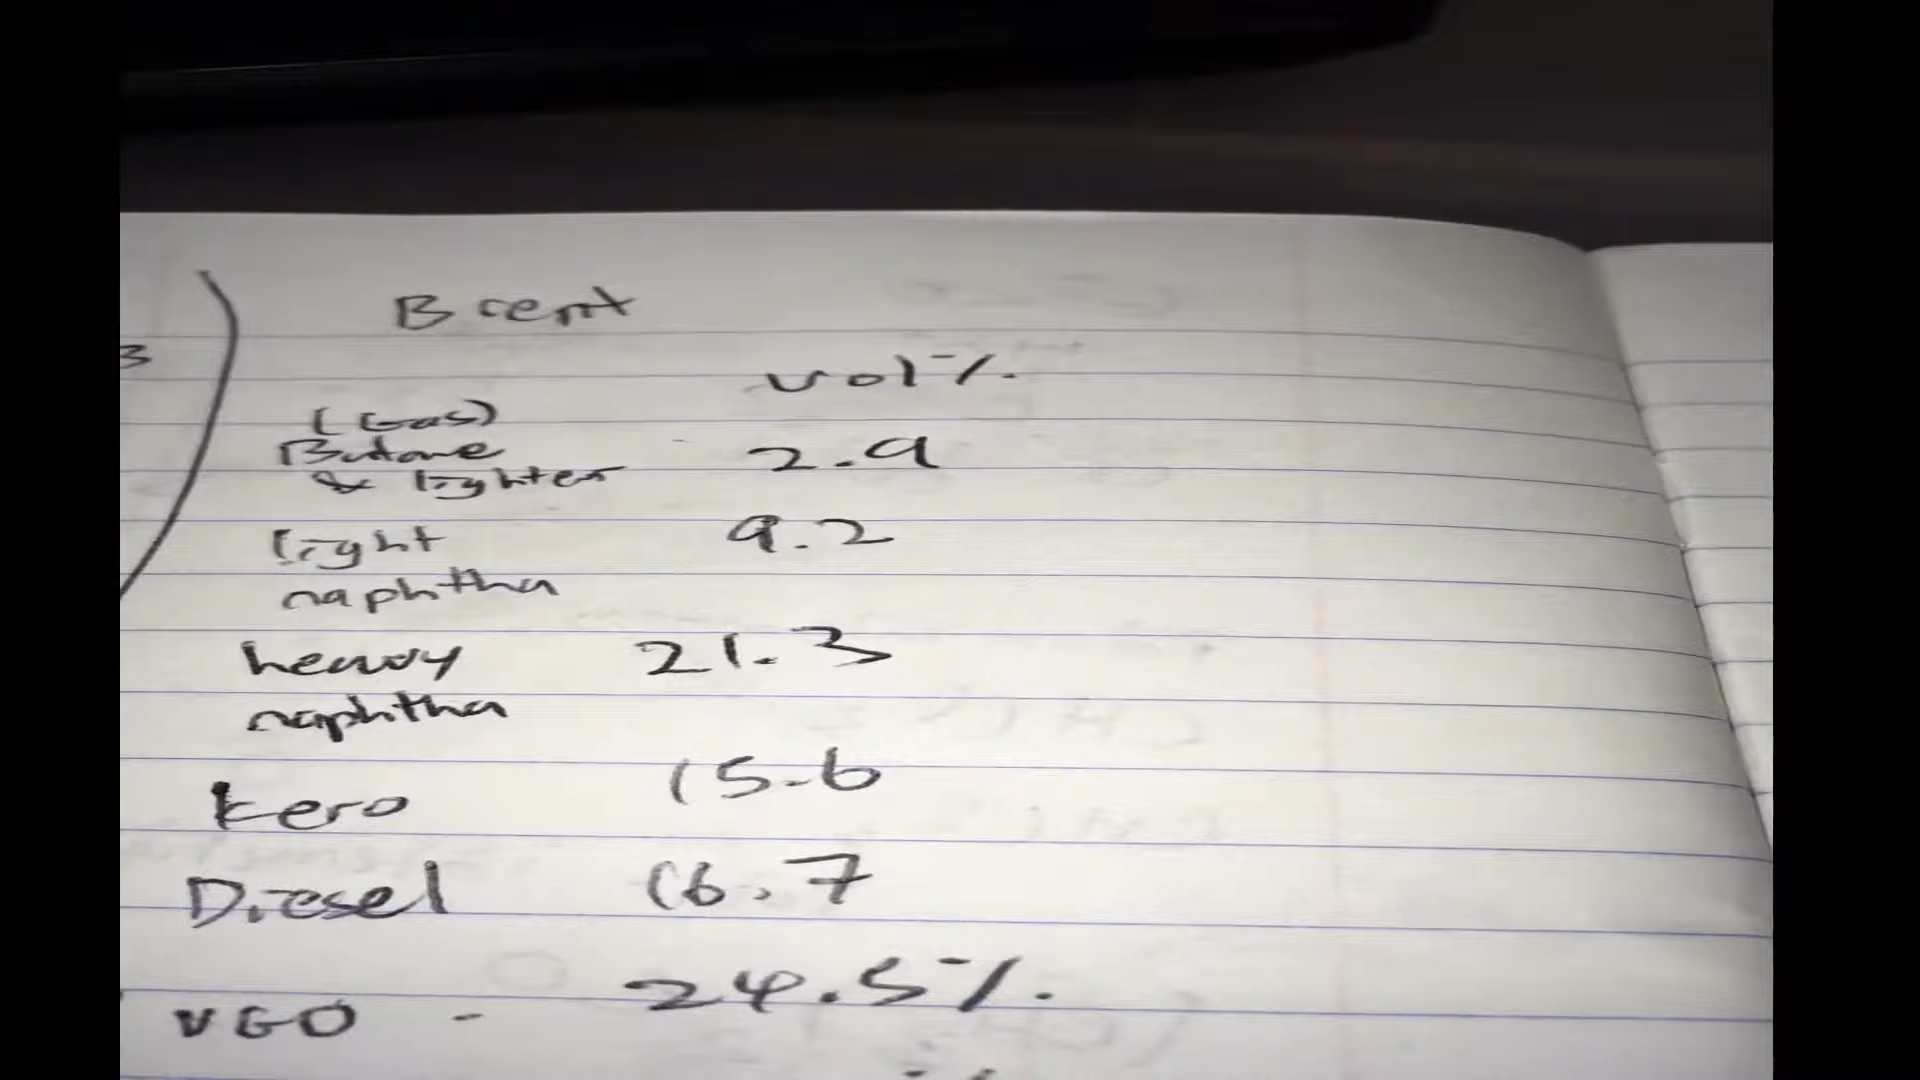 Brent
3
vol%
(Gas)
Butane 2.9
& lighter
light 9.2
naphtha
heavy 21.3
naphtha
Kero 15.6
Diesel 16.7
VGO - 24.5%